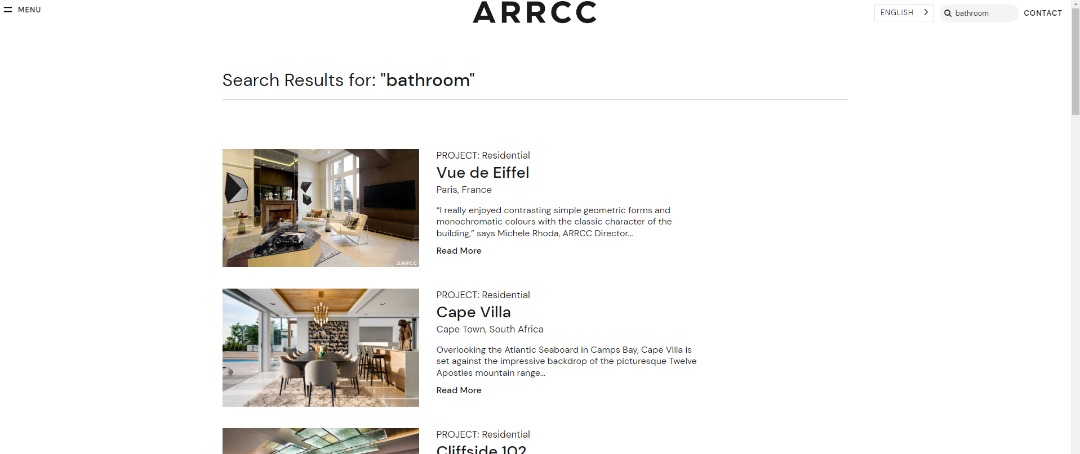 MENU
ARRCC
ENGLISH
bathroom
CONTACT
Search Results for: "bathroom"
PROJECT: Residential
Vue de Eiffel
Paris, France
“I really enjoyed contrasting simple geometric forms and
monochromatic colours with the classic character of the
building,” says Michele Rhoda, ARRCC Director...
Read More
ARRCC
PROJECT: Residential
Cape Villa
Cape Town, South Africa
Overlooking the Atlantic Seaboard in Camps Bay, Cape Villa is
set against the impressive backdrop of the picturesque Twelve
Apostles mountain range...
Read More
PROJECT: Residential
Cliffside 102